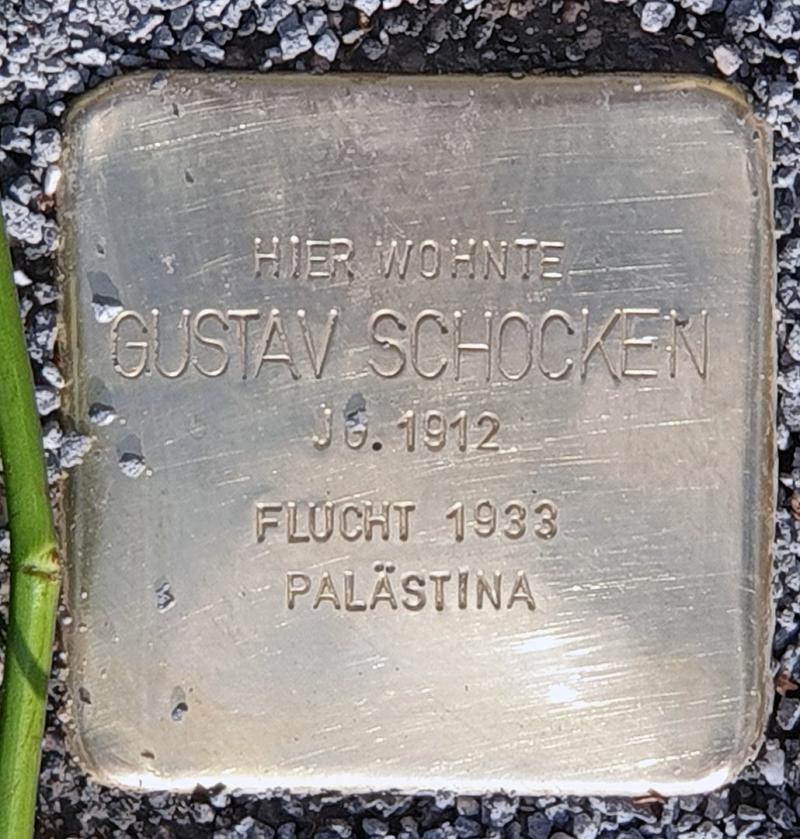 HIER WOHNTE
GUSTAV SCHOCKEN
JG. 1912
FLUCHT 1933
PALÄSTINA